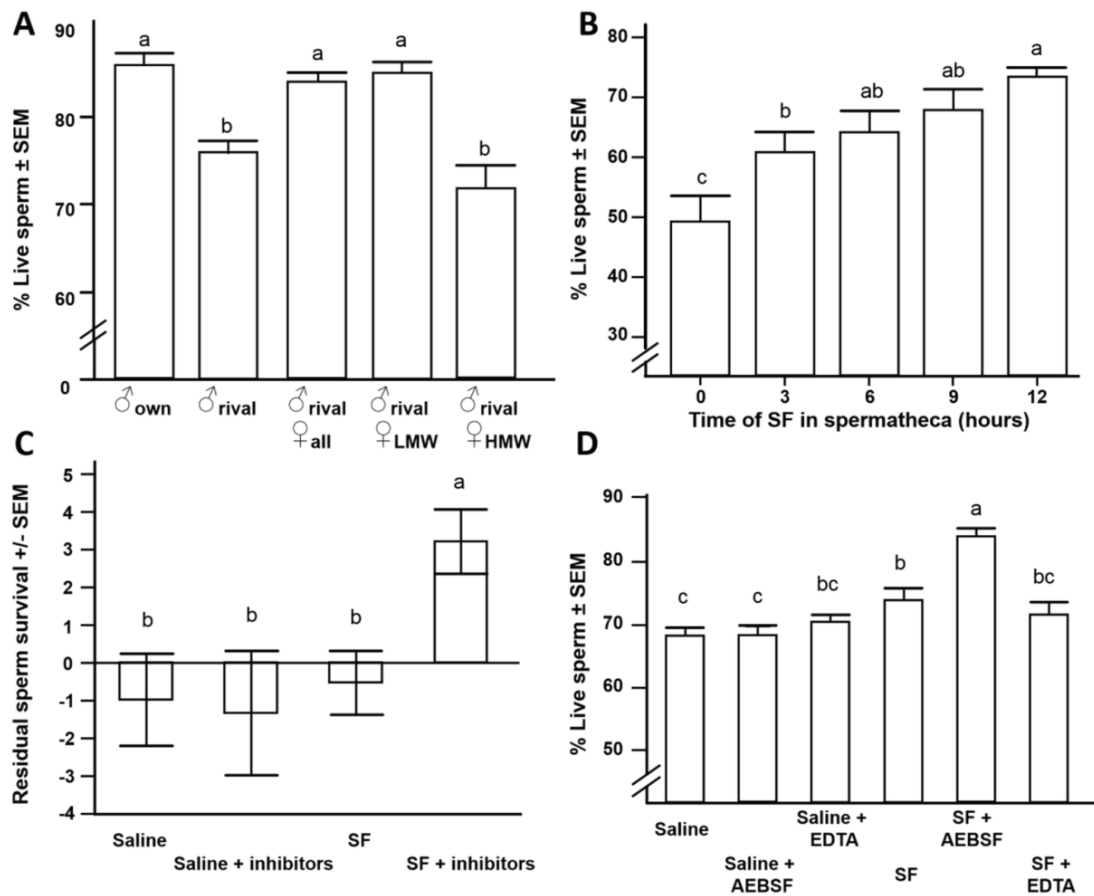 A
90
80
70
60
0
% Live sperm ± SEM
a
b
a
a
b
♂own
♂rival
♂rival
♀all
♂rival
♀LMW
♂rival
♀HMW
B
80
70
60
50
40
30
% Live sperm ± SEM
c
b
ab
ab
a
0 3 6 9 12
Time of SF in spermatheca (hours)
C
5
4
3
2
1
0
-1
-2
-3
-4
Residual sperm survival +/- SEM
b
b
b
a
Saline
Saline + inhibitors
SF
SF + inhibitors
D
90
80
70
60
50
% Live sperm ± SEM
c
c
bc
b
a
bc
Saline
Saline +
AEBSF
Saline +
EDTA
SF
SF +
AEBSF
SF +
EDTA